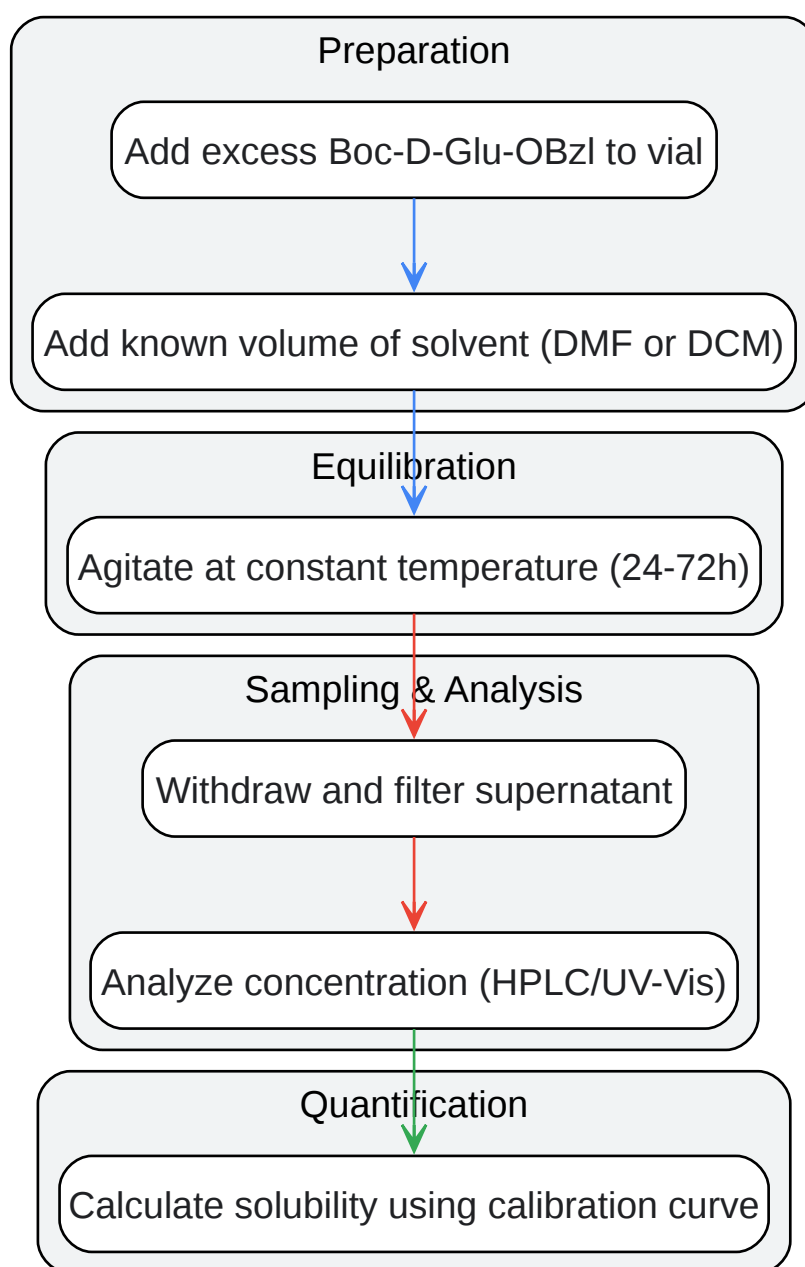 Preparation
Add excess Boc-D-Glu-OBzl to vial
Add known volume of solvent (DMF or DCM)
Equilibration
Agitate at constant temperature (24-72h)
Sampling & Analysis
Withdraw and filter supernatant
Analyze concentration (HPLC/UV-Vis)
Quantification
Calculate solubility using calibration curve